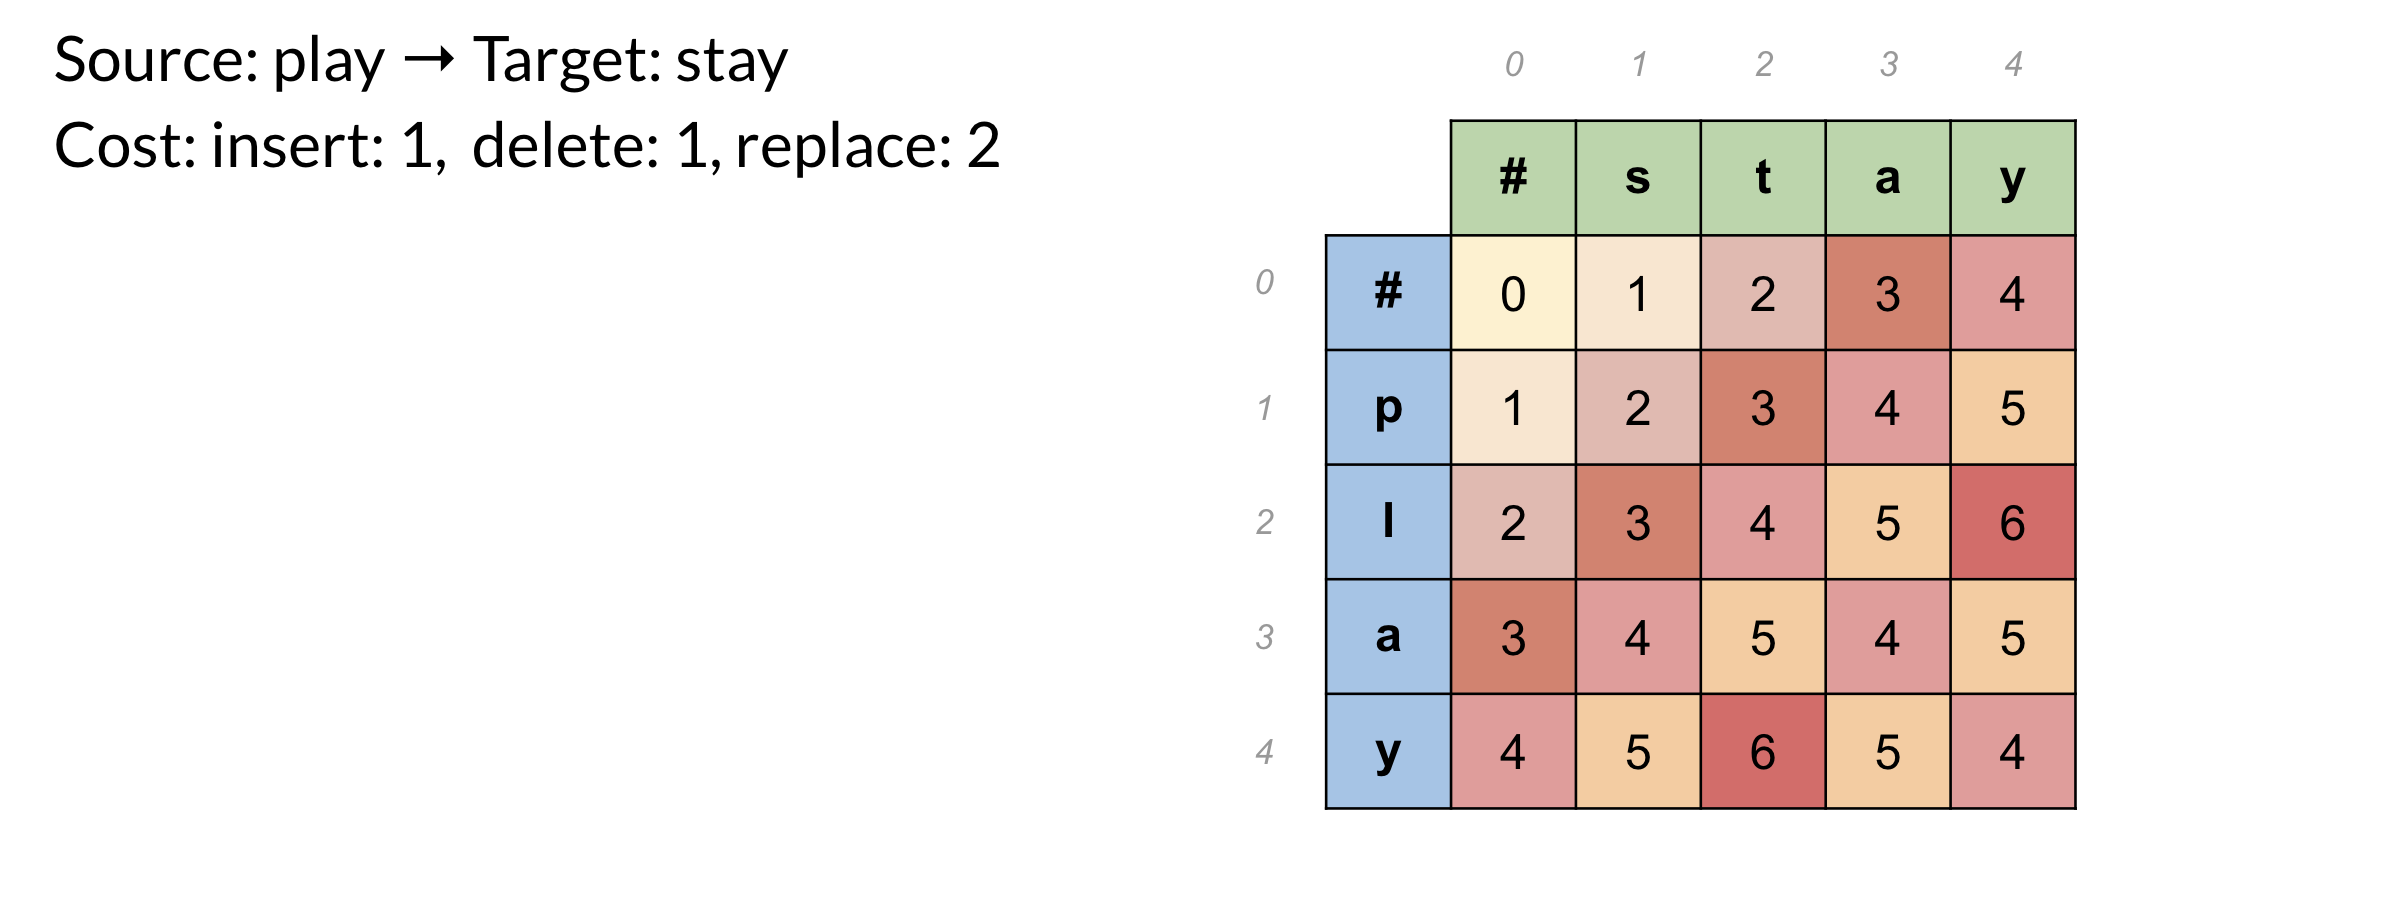 Source: play → Target: stay
Cost: insert: 1, delete: 1, replace: 2
0 1 2 3 4
# s t a y
0 # 0 1 2 3 4
1 p 1 2 3 4 5
2 l 2 3 4 5 6
3 a 3 4 5 4 5
4 y 4 5 6 5 4